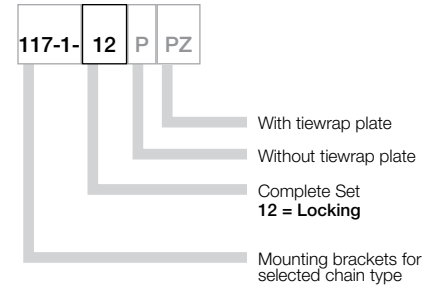 117-1- 12 P PZ
With tiewrap plate
Without tiewrap plate
Complete Set
12 = Locking
Mounting brackets for
selected chain type